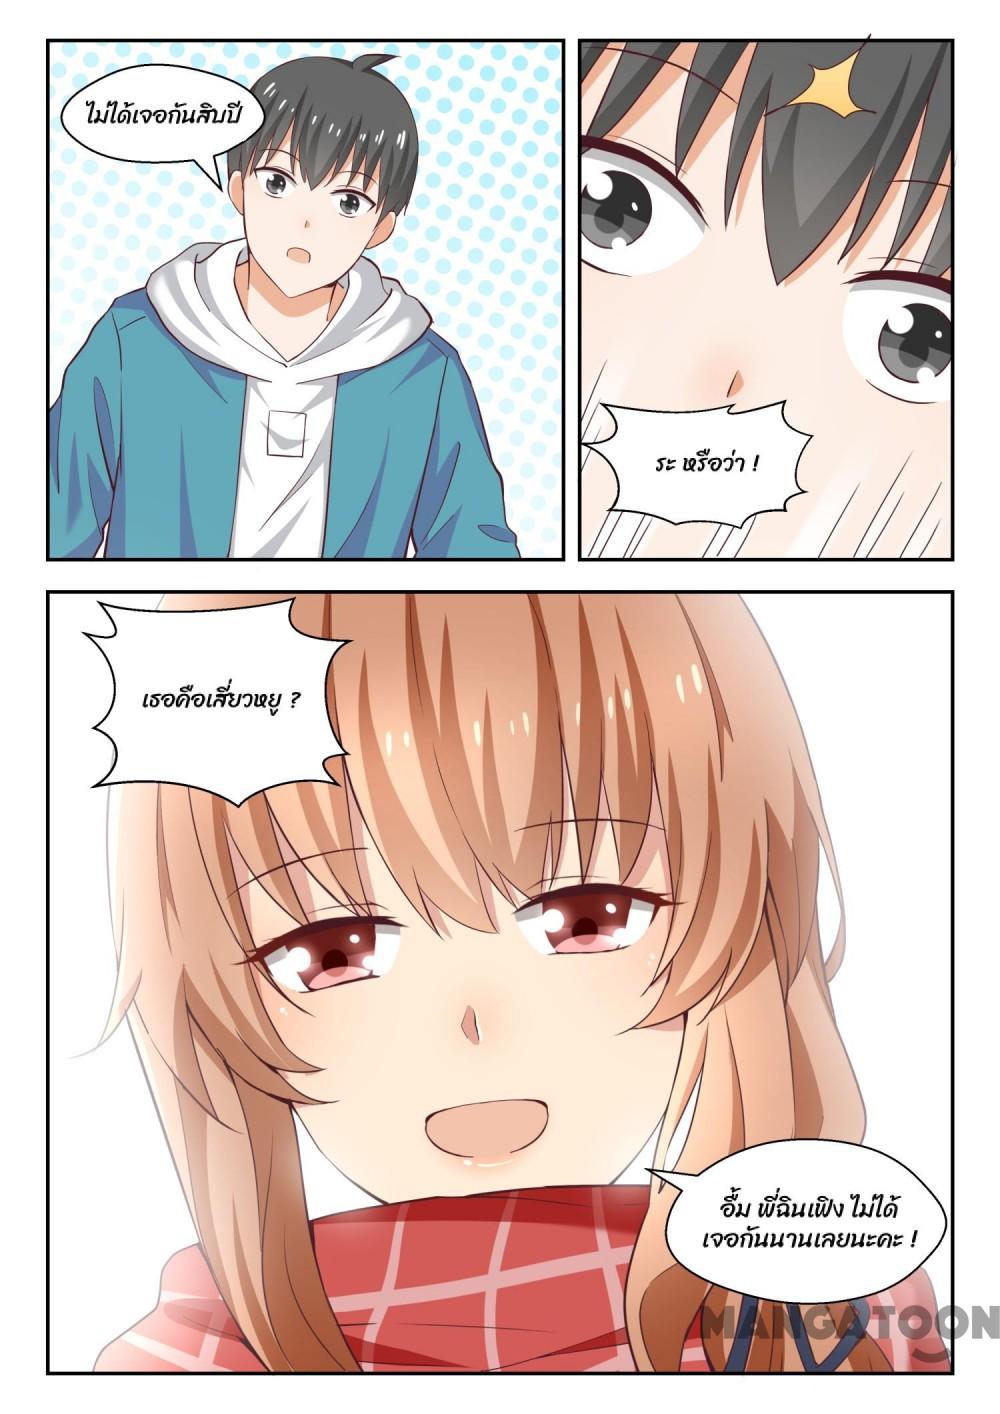 ไม่ได้เจอกันสิบปี
ระ หรือว่า !
เธอคือเสี่ยวหยู ?
อื้ม พี่ฉินเฟิง ไม่ได้
เจอกันนานเลยนะคะ !
MANGATOON